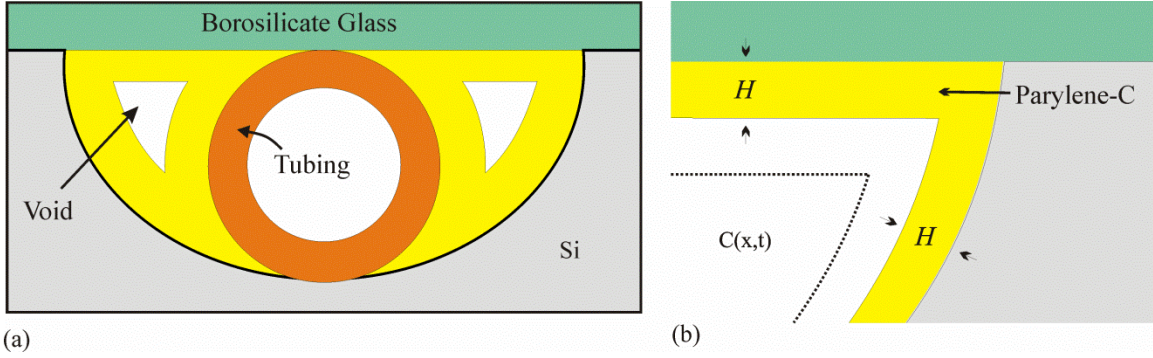 Borosilicate Glass
Tubing
Void
Si
(a)
H
Parylene-C
C(x,t)
H
(b)